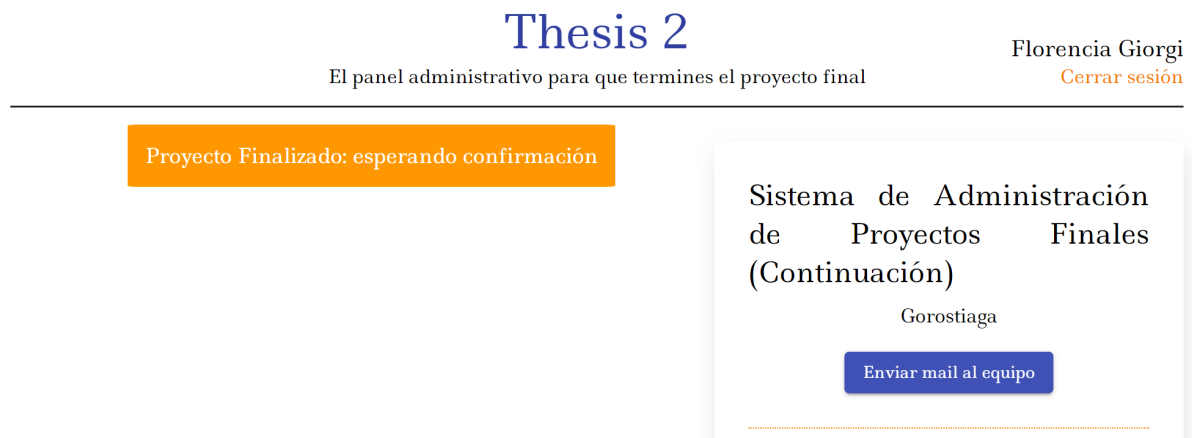 Thesis 2
El panel administrativo para que termines el proyecto final
Florencia Giorgi
Cerrar sesión
Proyecto Finalizado: esperando confirmación
Sistema de Administración
de Proyectos Finales
(Continuación)
Gorostiaga
Enviar mail al equipo